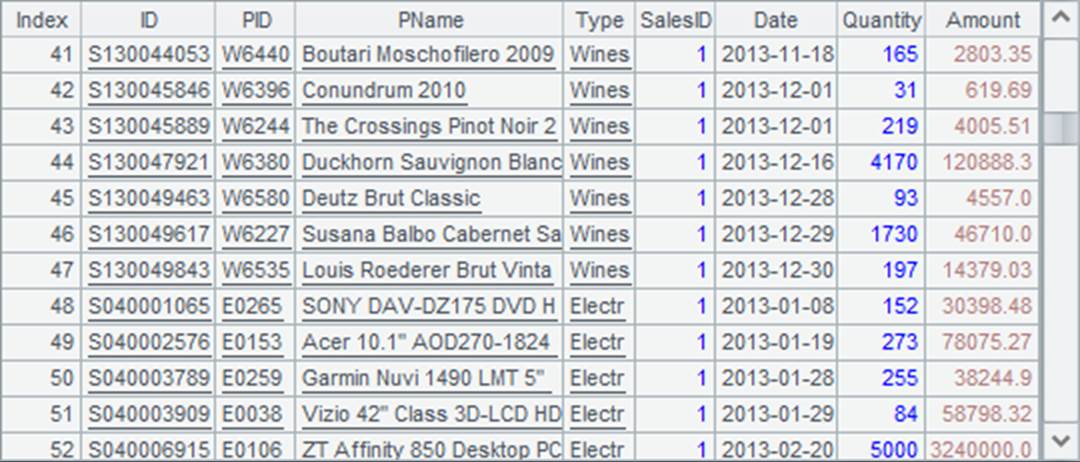 Index ID PID PName Type SalesID Date Quantity Amount
41 S130044053 W6440 Boutari Moschofilero 2009 Wines 1 2013-11-18 165 2803.35
42 S130045846 W6396 Conundrum 2010 Wines 1 2013-12-01 31 619.69
43 S130045889 W6244 The Crossings Pinot Noir 2 Wines 1 2013-12-01 219 4005.51
44 S130047921 W6380 Duckhorn Sauvignon Blanc Wines 1 2013-12-16 4170 120888.3
45 S130049463 W6580 Deutz Brut Classic Wines 1 2013-12-28 93 4557.0
46 S130049617 W6227 Susana Balbo Cabernet Sa Wines 1 2013-12-29 1730 46710.0
47 S130049843 W6535 Louis Roederer Brut Vinta Wines 1 2013-12-30 197 14379.03
48 S040001065 E0265 SONY DAV-DZ175 DVD H Electr 1 2013-01-08 152 30398.48
49 S040002576 E0153 Acer 10.1" AOD270-1824 Electr 1 2013-01-19 273 78075.27
50 S040003789 E0259 Garmin Nuvi 1490 LMT 5" Electr 1 2013-01-28 255 38244.9
51 S040003909 E0038 Vizio 42" Class 3D-LCD HD Electr 1 2013-01-29 84 58798.32
52 S040006915 E0106 ZT Affinity 850 Desktop PC Electr 1 2013-02-20 5000 3240000.0